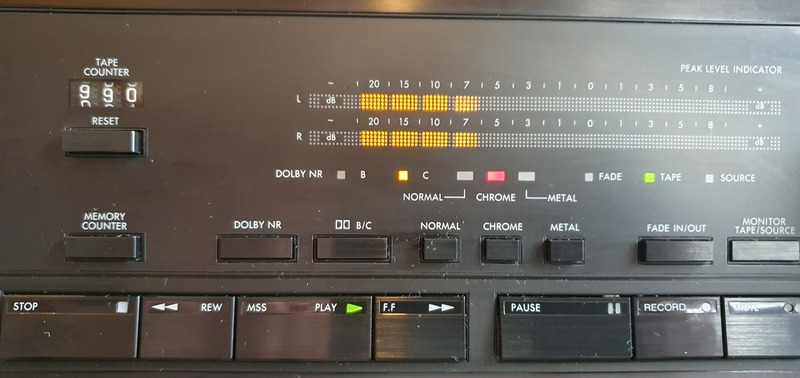 TAPE
COUNTER
990
RESET
PEAK LEVEL INDICATOR
− 20 15 10 7 5 3 1 0 1 3 5 8 +
L dB dB
− 20 15 10 7 5 3 1 0 1 3 5 8 +
R dB dB
DOLBY NR B C
FADE TAPE SOURCE
NORMAL CHROME METAL
MEMORY
COUNTER
DOLBY NR
B/C
NORMAL
CHROME
METAL
FADE IN/OUT
MONITOR
TAPE/SOURCE
STOP
REW
MSS PLAY
F.F
PAUSE
RECORD